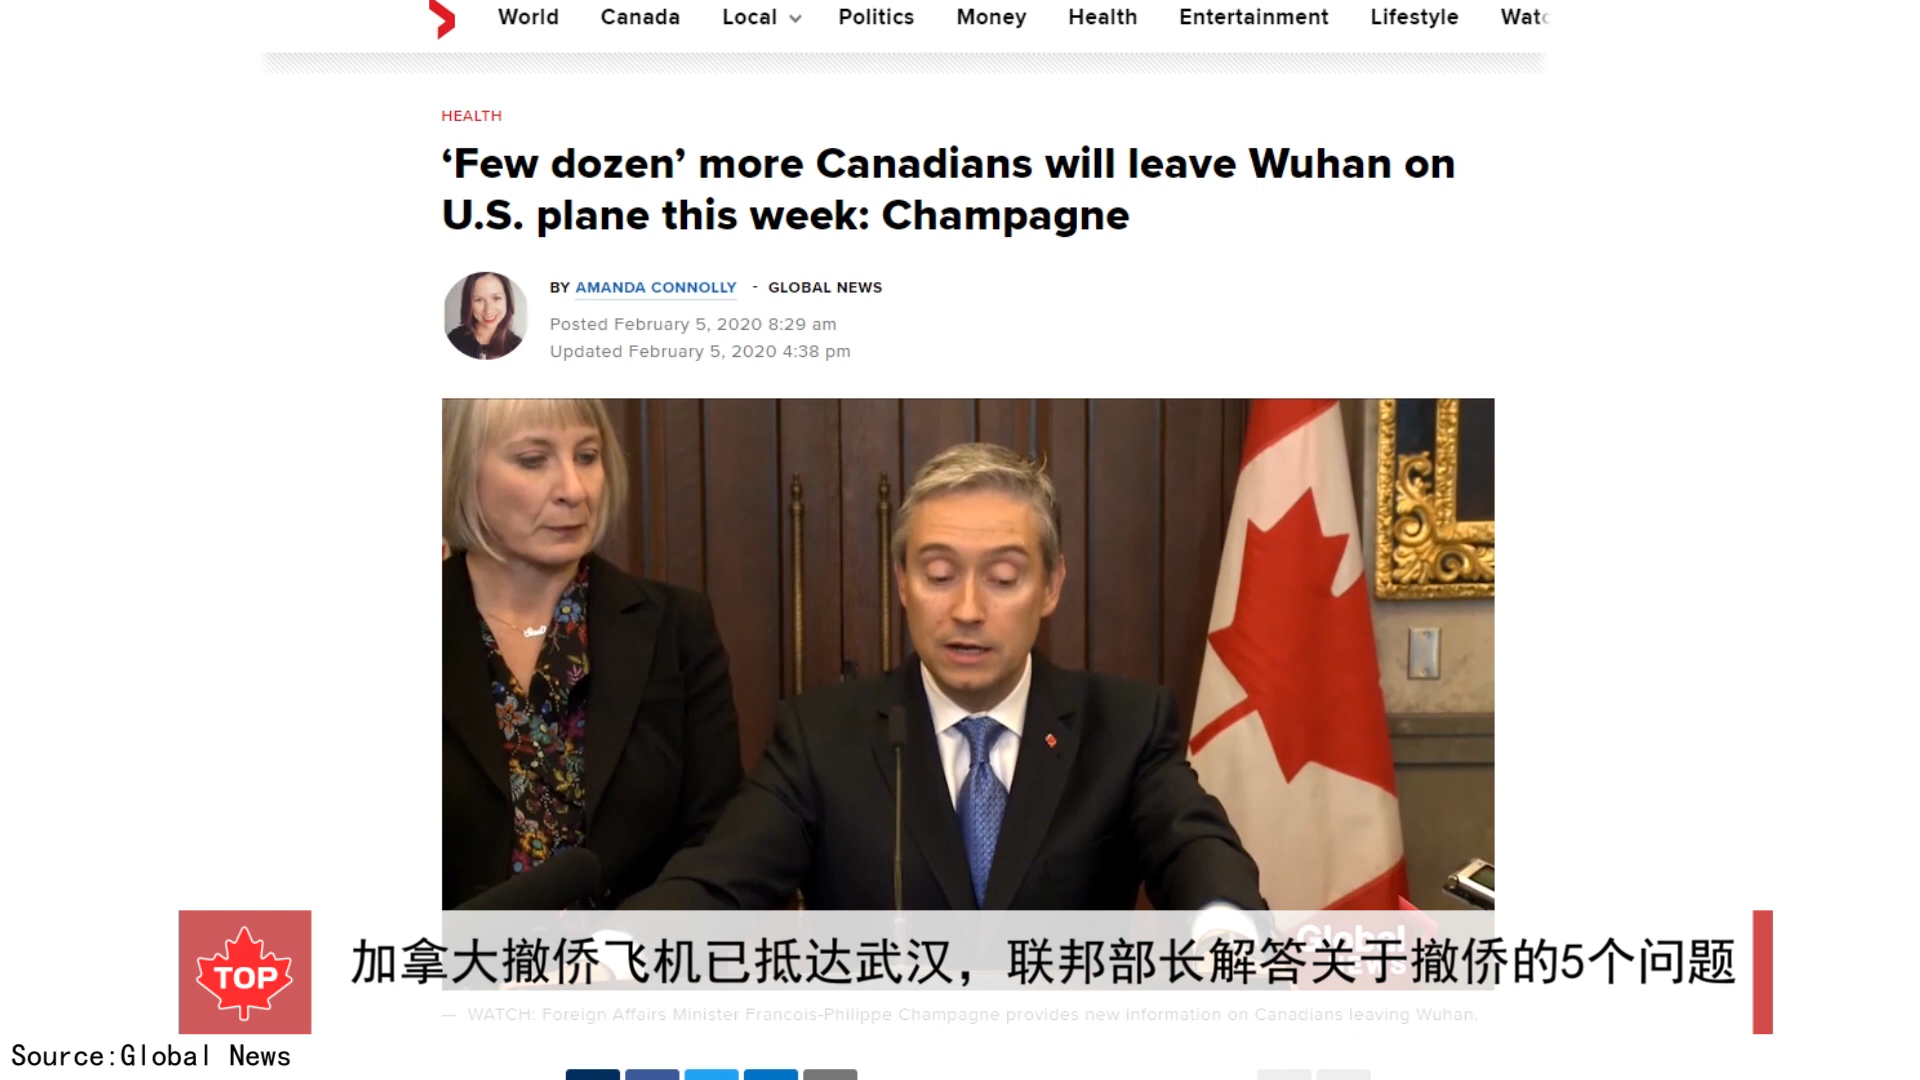 World Canada Local Politics Money Health Entertainment Lifestyle
HEALTH
‘Few dozen’ more Canadians will leave Wuhan on
U.S. plane this week: Champagne
BY AMANDA CONNOLLY - GLOBAL NEWS
Posted February 5, 2020 8:29 am
Updated February 5, 2020 4:38 pm
Global
NEWS
TOP
加拿大撤侨飞机已抵达武汉，联邦部长解答关于撤侨的5个问题
— WATCH: Foreign Affairs Minister Francois-Philippe Champagne provides new information on Canadians leaving Wuhan.
Source:Global News